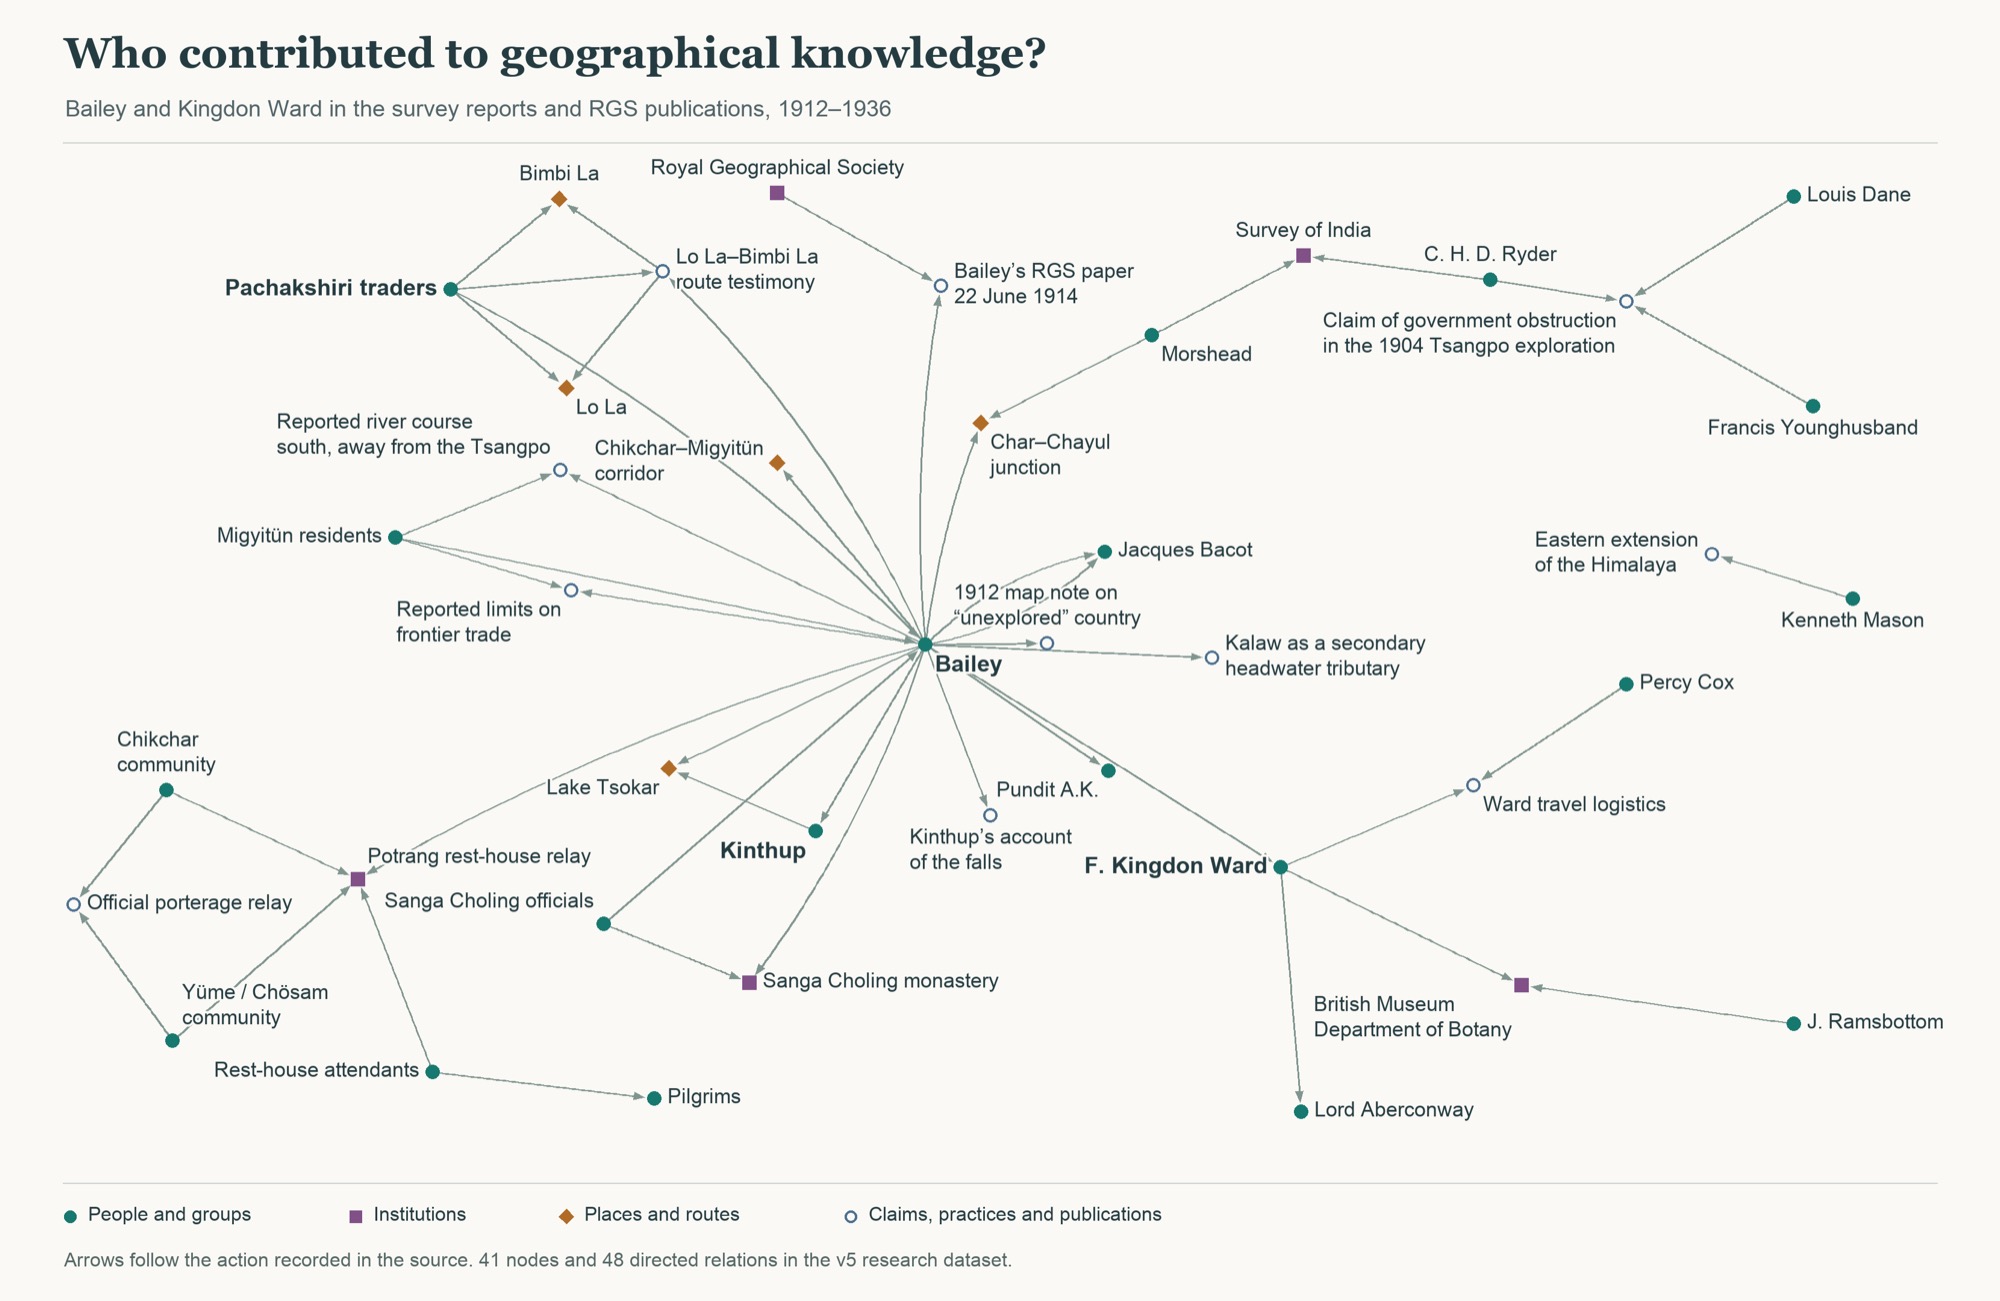 Who contributed to geographical knowledge?
Bailey and Kingdon Ward in the survey reports and RGS publications, 1912–1936
Royal Geographical Society
Bimbi La
Louis Dane
Survey of India
C. H. D. Ryder
Lo La–Bimbi La
route testimony
Pachakshiri traders
Bailey’s RGS paper
22 June 1914
Claim of government obstruction
in the 1904 Tsangpo exploration
Morshead
Lo La
Francis Younghusband
Reported river course
south, away from the Tsangpo
Chikchar–Migyitün
corridor
Char–Chayul
junction
Migyitün residents
Jacques Bacot
Eastern extension
of the Himalaya
Reported limits on
frontier trade
1912 map note on
“unexplored” country
Kenneth Mason
Bailey
Kalaw as a secondary
headwater tributary
Percy Cox
Chikchar
community
Lake Tsokar
Pundit A.K.
Ward travel logistics
Kinthup
Kinthup’s account
of the falls
Potrang rest-house relay
F. Kingdon Ward
Official porterage relay
Sanga Choling officials
Sanga Choling monastery
Yüme / Chösam
community
British Museum
Department of Botany
J. Ramsbottom
Rest-house attendants
Pilgrims
Lord Aberconway
People and groups
Institutions
Places and routes
Claims, practices and publications
Arrows follow the action recorded in the source. 41 nodes and 48 directed relations in the v5 research dataset.